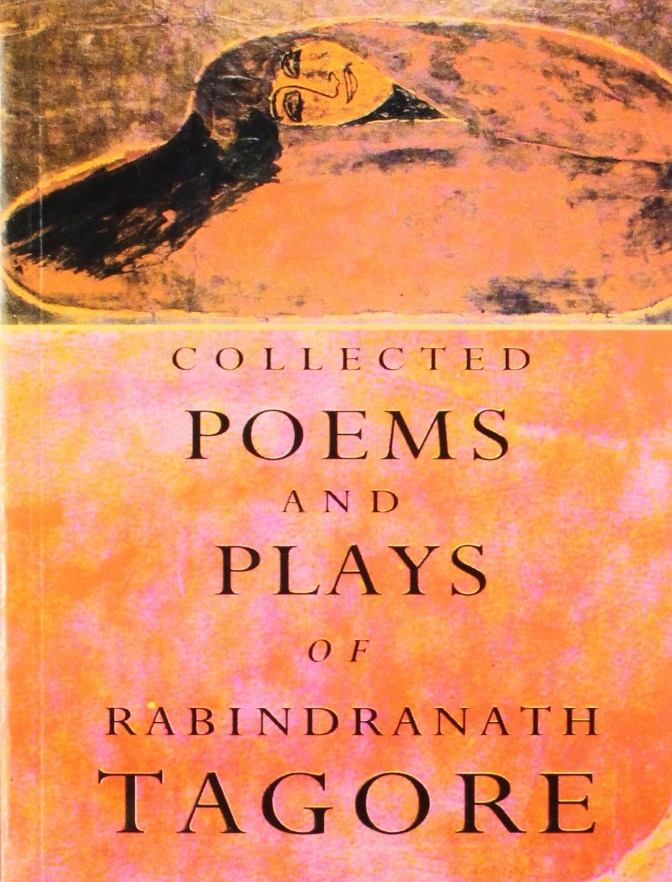 COLLECTED
POEMS
AND
PLAYS
OF
RABINDRANATH
TAGORE